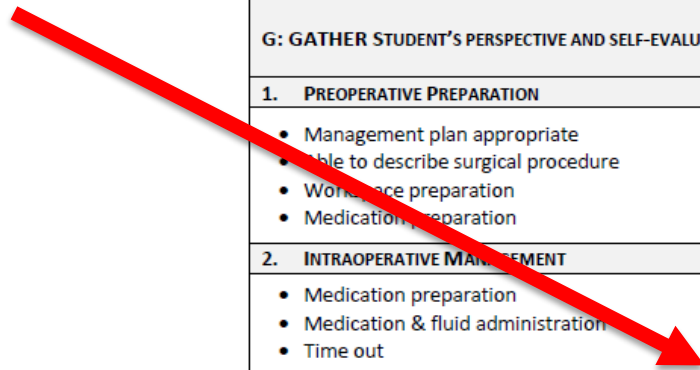 G: GATHER STUDENT'S PERSPECTIVE AND SELF-EVALU
1. PREOPERATIVE PREPARATION
• Management plan appropriate
• Able to describe surgical procedure
• Workspace preparation
• Medication preparation
2. INTRAOPERATIVE MANAGEMENT
• Medication preparation
• Medication & fluid administration
• Time out